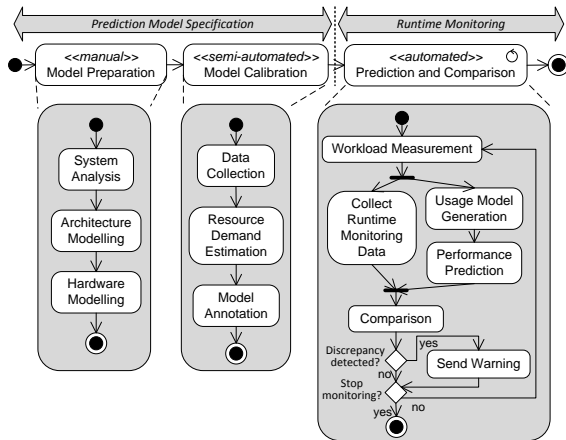 Prediction Model Specification
Runtime Monitoring
<<manual>>
Model Preparation
<<semi-automated>>
Model Calibration
<<automated>>
Prediction and Comparison
System
Analysis
Architecture
Modelling
Hardware
Modelling
Data
Collection
Resource
Demand
Estimation
Model
Annotation
Workload Measurement
Collect
Runtime
Monitoring
Data
Usage Model
Generation
Performance
Prediction
Comparison
Discrepancy
detected?
yes
Send Warning
no
Stop
monitoring?
no
yes